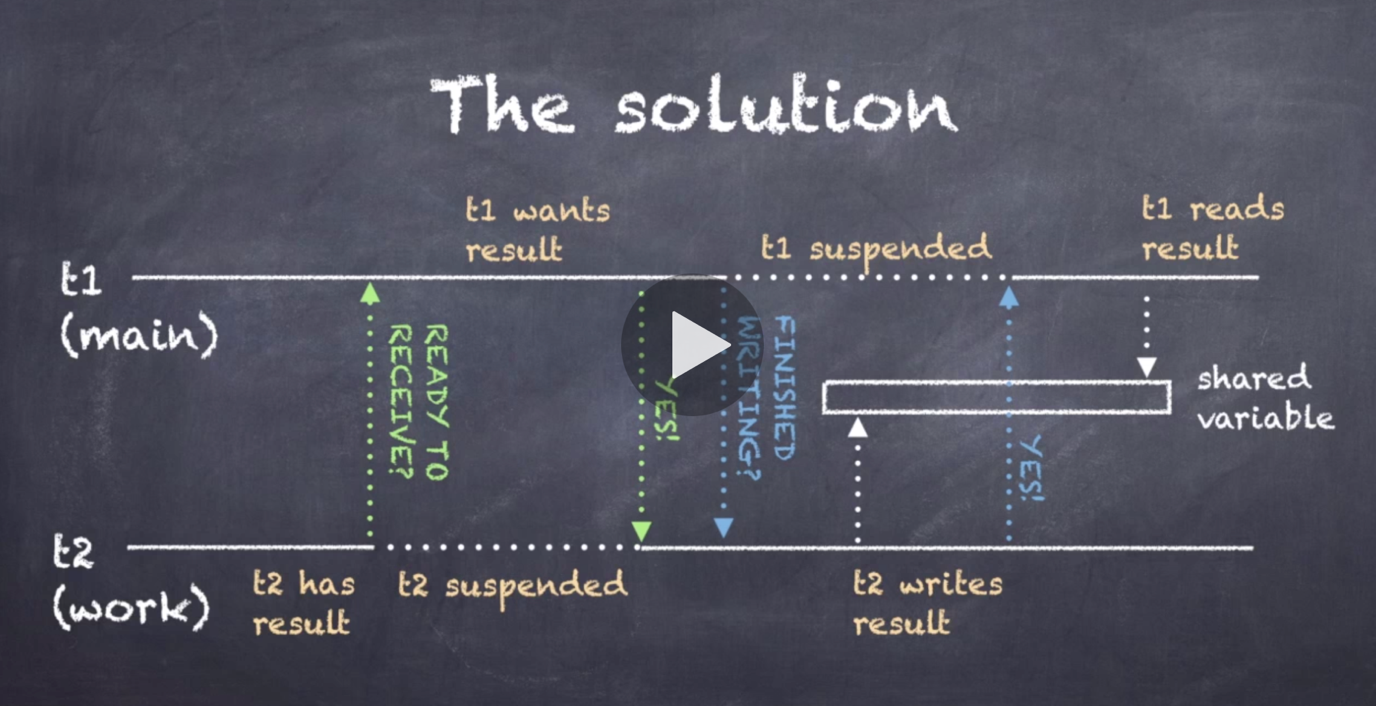 The solution
t1 wants
result
t1 suspended
t1 reads
result
t1
(main)
READY TO
RECEIVE?
YES!
FINISHED
WRITING?
YES!
shared
variable
t2
(work)
t2 has
result
t2 suspended
t2 writes
result